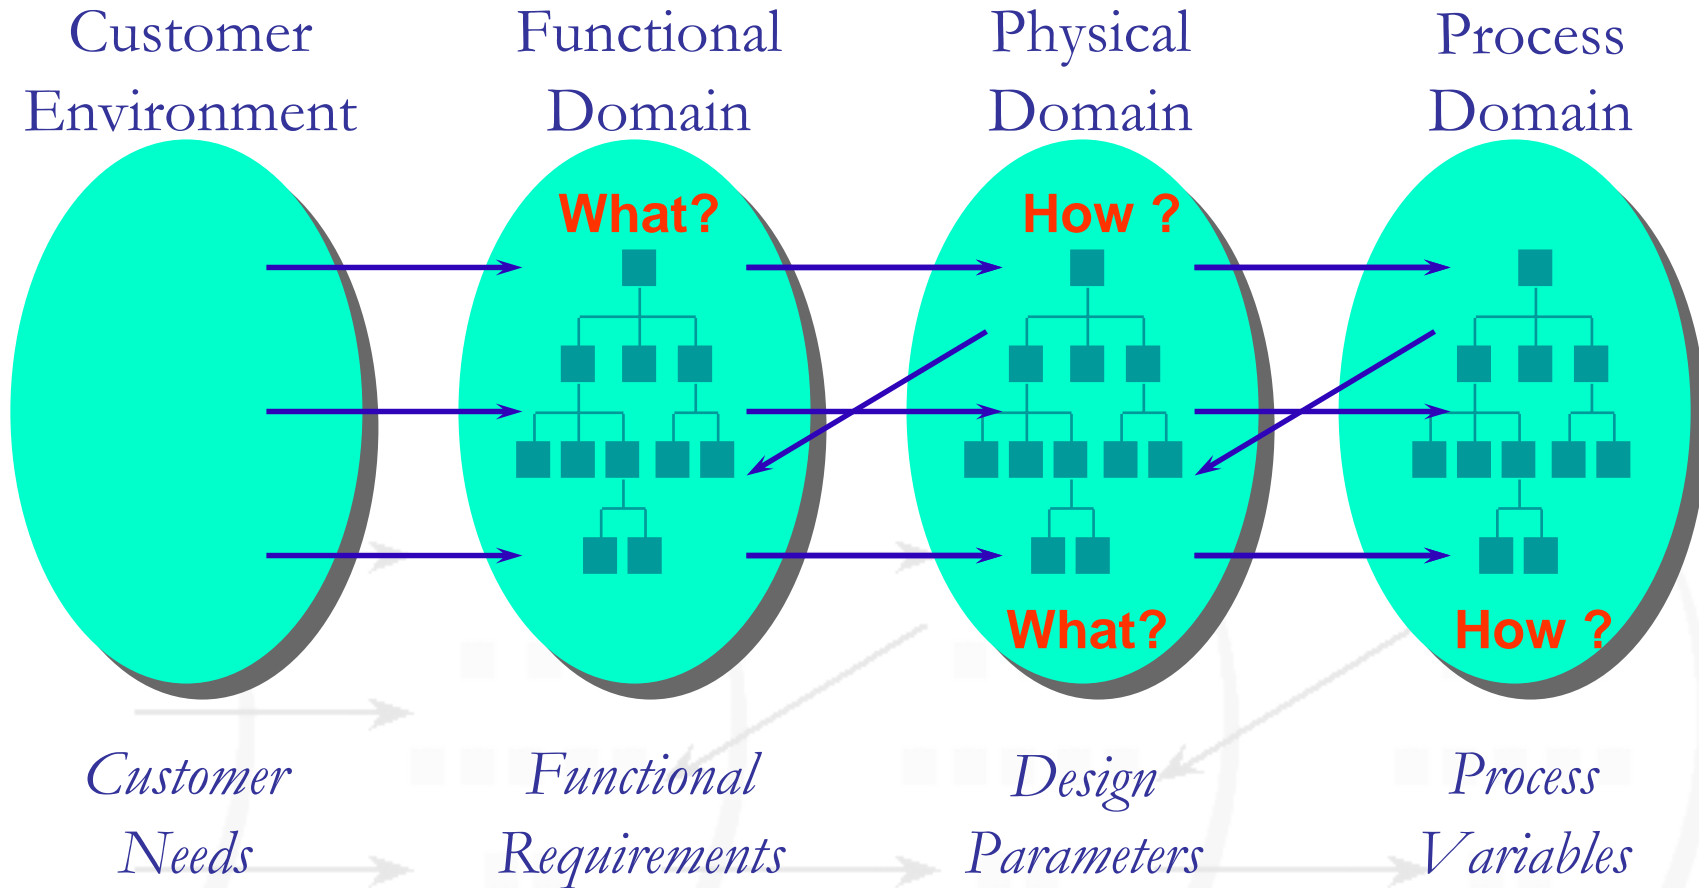 Customer
Environment
Functional
Domain
Physical
Domain
Process
Domain
What?
How ?
What?
How ?
Customer
Needs
Functional
Requirements
Design
Parameters
Process
Variables